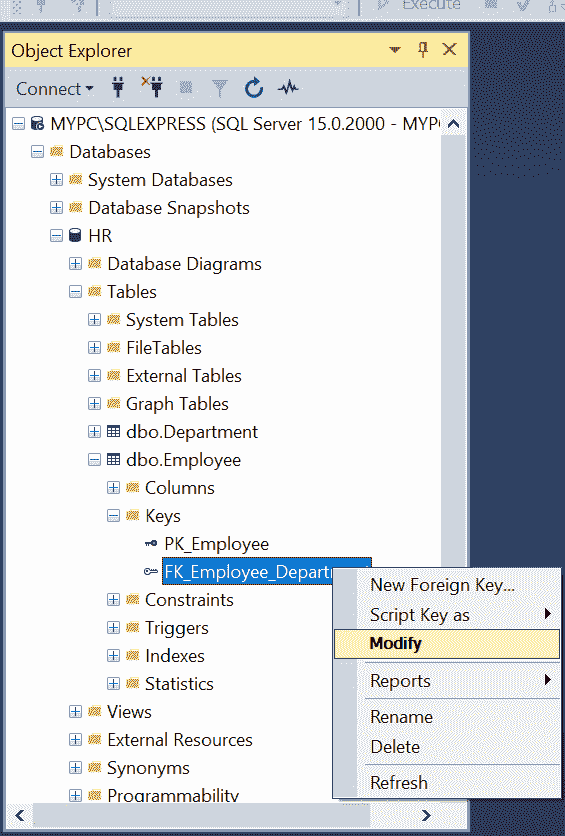 Execute
Object Explorer
Connect
MYPC\SQLEXPRESS (SQL Server 15.0.2000 - MYPC
Databases
System Databases
Database Snapshots
HR
Database Diagrams
Tables
System Tables
FileTables
External Tables
Graph Tables
dbo.Department
dbo.Employee
Columns
Keys
PK_Employee
FK_Employee_Depart
Constraints
Triggers
Indexes
Statistics
Views
External Resources
Synonyms
Programmability
New Foreign Key...
Script Key as
Modify
Reports
Rename
Delete
Refresh